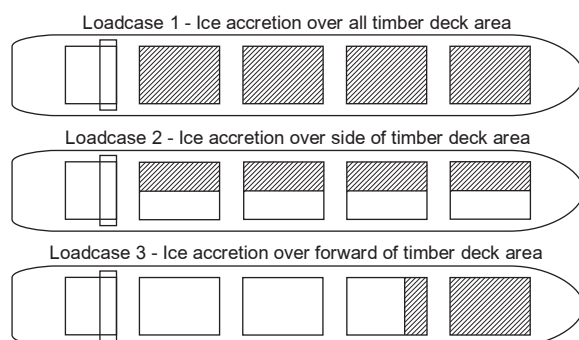 Loadcase 1 - Ice accretion over all timber deck area
Loadcase 2 - Ice accretion over side of timber deck area
Loadcase 3 - Ice accretion over forward of timber deck area